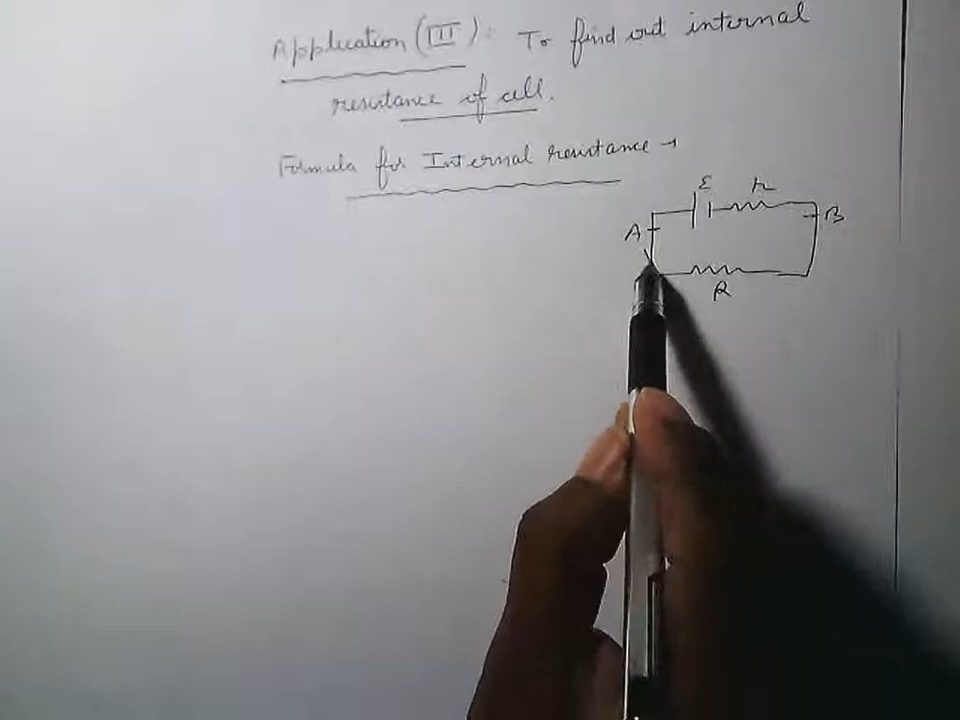 Application (III): To find out internal
resistance of cell.
Formula for Internal resistance →
E r
A B
R